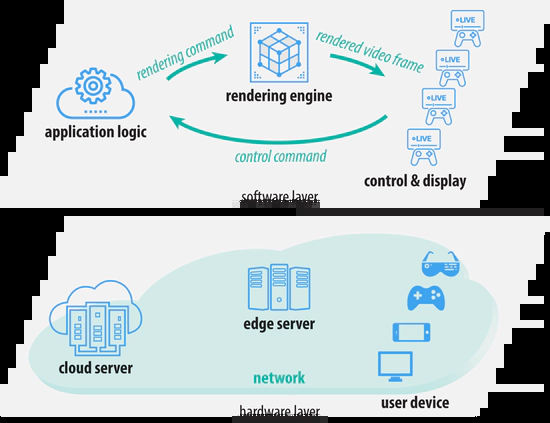 rendering command
rendered video frame
LIVE
LIVE
LIVE
LIVE
rendering engine
application logic
control command
control & display
software layer
edge server
cloud server
network
user device
hardware layer